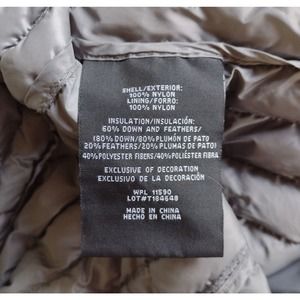 SHELL/EXTERIOR:
100% NYLON
LINING/FORRO:
100% NYLON
INSULATION/INSULACIÓN:
60% DOWN AND FEATHERS/
(80% DOWN/80% PLUMÓN DE PATO)
20% FEATHERS/20% PLUMAS DE PATO)
40% POLYESTER FIBERS/40% POLIÉSTER FIBRA
EXCLUSIVE OF DECORATION
EXCLUSIVO DE LA DECORACIÓN
WPL 11590
LOT#T184648
MADE IN CHINA
HECHO EN CHINA